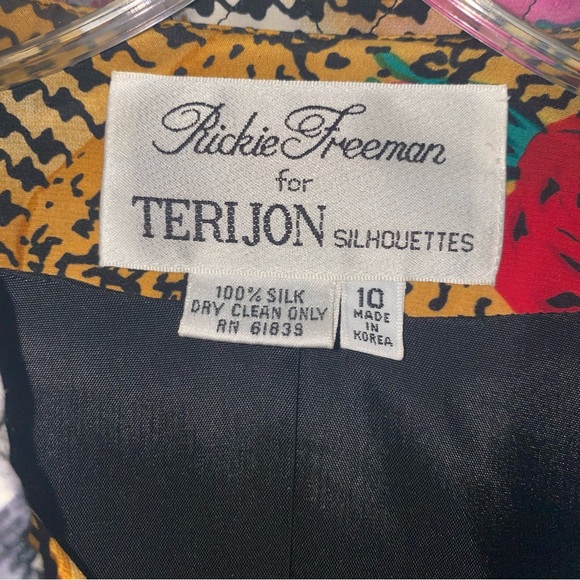 Rickie Freeman
for
TERIJON SILHOUETTES
100% SILK
DRY CLEAN ONLY
RN 61839
10
MADE
IN
KOREA